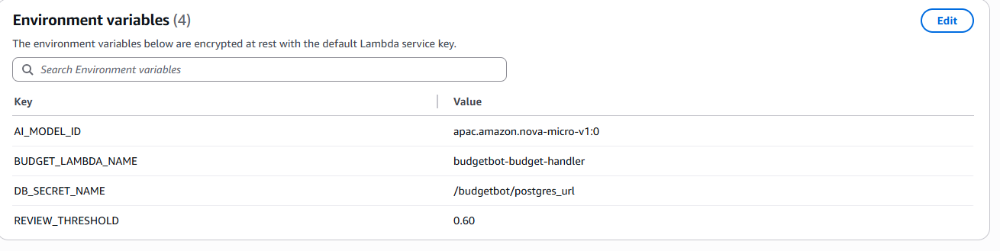 Environment variables (4)
Edit
The environment variables below are encrypted at rest with the default Lambda service key.
Search Environment variables
Key Value
AI_MODEL_ID apac.amazon.nova-micro-v1:0
BUDGET_LAMBDA_NAME budgetbot-budget-handler
DB_SECRET_NAME /budgetbot/postgres_url
REVIEW_THRESHOLD 0.60